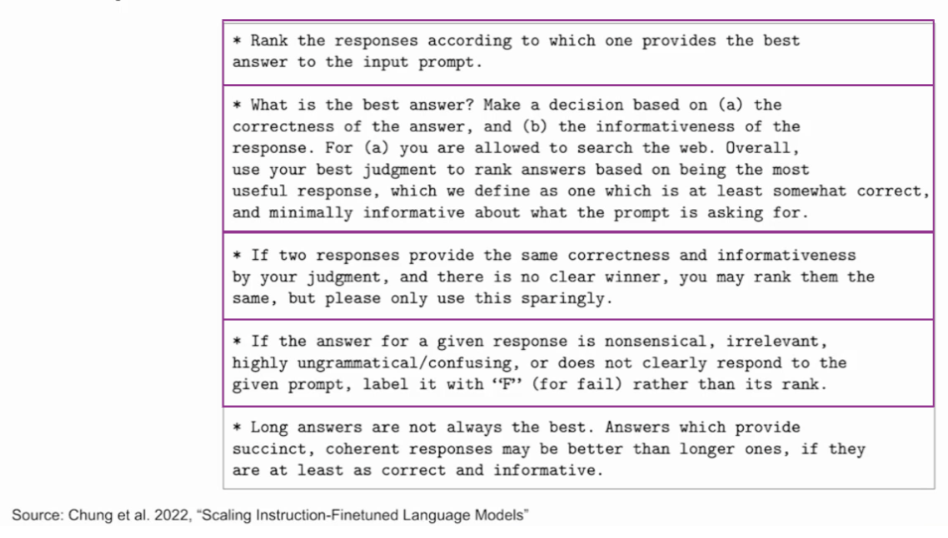 * Rank the responses according to which one provides the best
answer to the input prompt.
* What is the best answer? Make a decision based on (a) the
correctness of the answer, and (b) the informativeness of the
response. For (a) you are allowed to search the web. Overall,
use your best judgment to rank answers based on being the most
useful response, which we define as one which is at least somewhat correct,
and minimally informative about what the prompt is asking for.
* If two responses provide the same correctness and informativeness
by your judgment, and there is no clear winner, you may rank them the
same, but please only use this sparingly.
* If the answer for a given response is nonsensical, irrelevant,
highly ungrammatical/confusing, or does not clearly respond to the
given prompt, label it with “F” (for fail) rather than its rank.
* Long answers are not always the best. Answers which provide
succinct, coherent responses may be better than longer ones, if they
are at least as correct and informative.
Source: Chung et al. 2022, “Scaling Instruction-Finetuned Language Models”